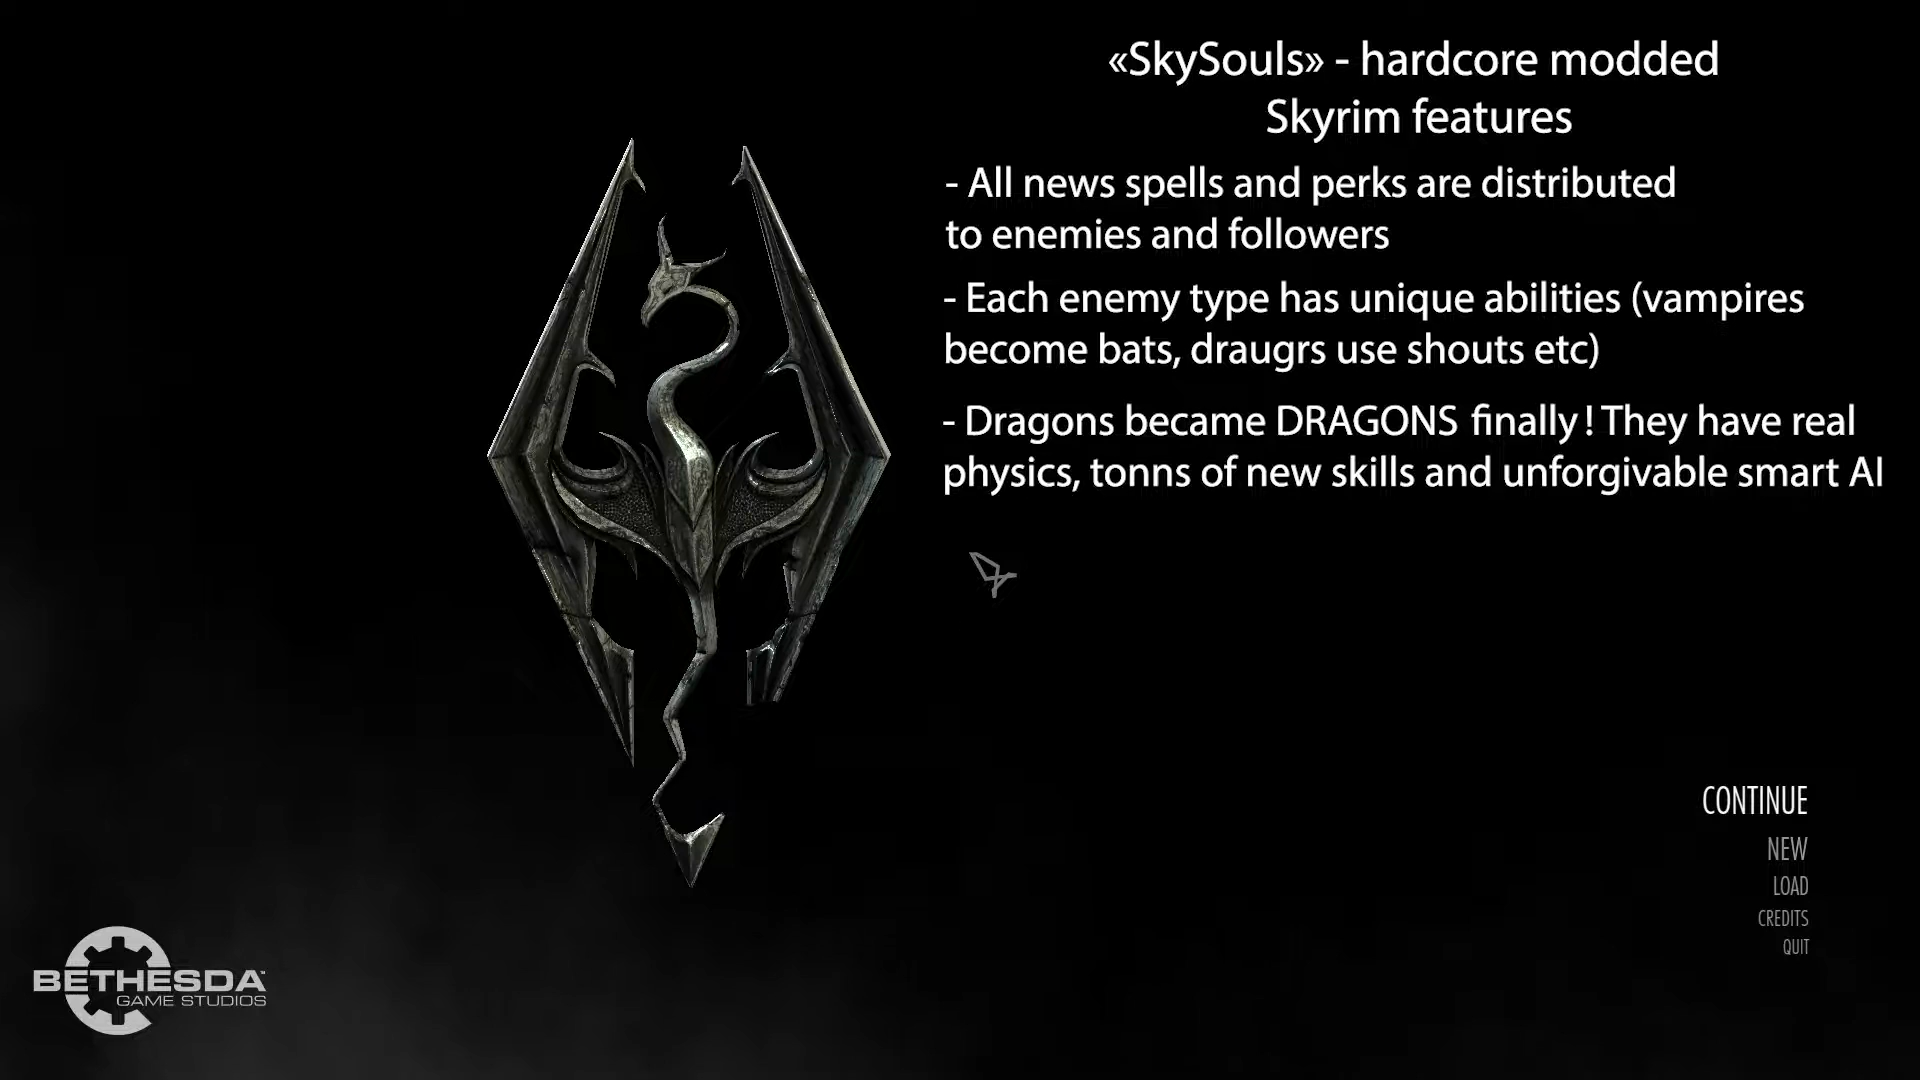 «SkySouls» - hardcore modded
Skyrim features
- All news spells and perks are distributed
to enemies and followers
- Each enemy type has unique abilities (vampires
become bats, draugrs use shouts etc)
- Dragons became DRAGONS finally! They have real
physics, tonns of new skills and unforgivable smart AI
CONTINUE
NEW
LOAD
CREDITS
QUIT
BETHESDA™
GAME STUDIOS